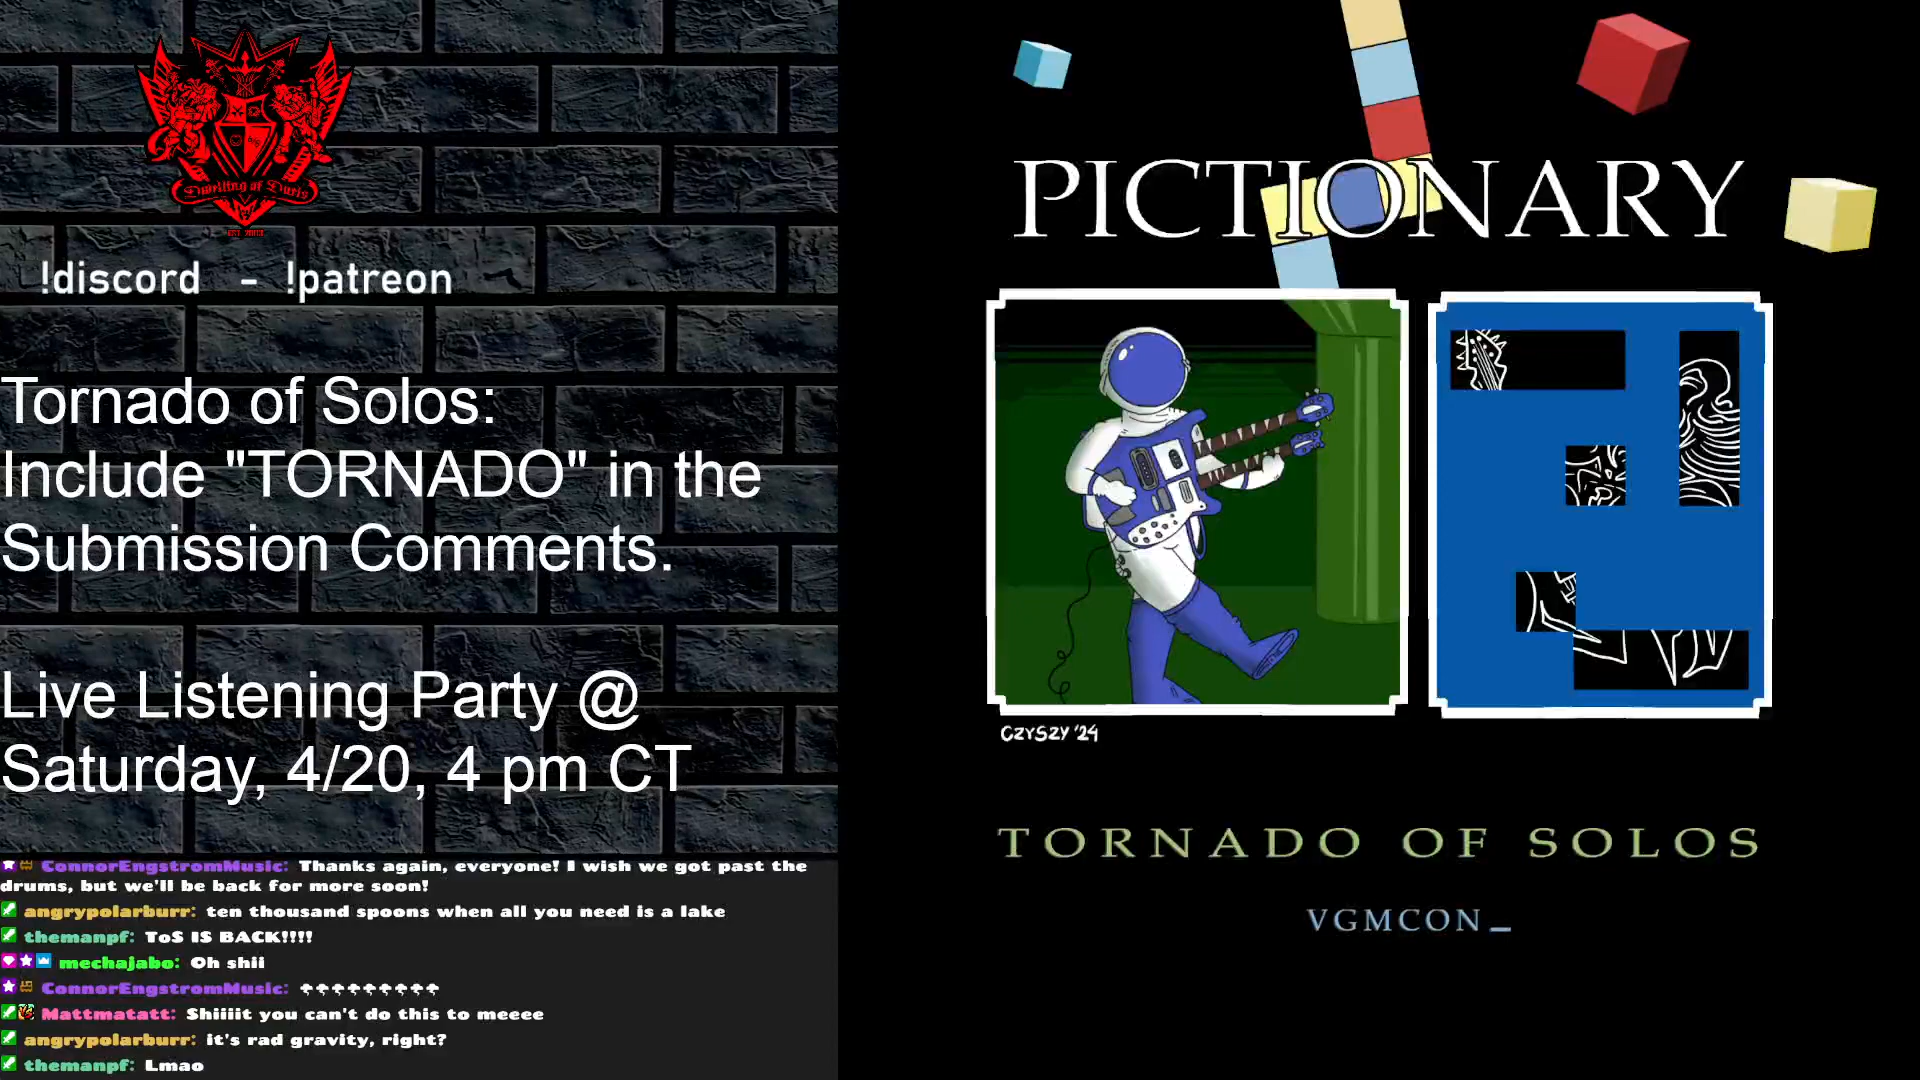 Dwelling of Duels
!discord - !patreon
Tornado of Solos:
Include "TORNADO" in the
Submission Comments.
Live Listening Party @
Saturday, 4/20, 4 pm CT
ConnorEngstromMusic: Thanks again, everyone! I wish we got past the
drums, but we'll be back for more soon!
angrypolarburr: ten thousand spoons when all you need is a lake
themanpf: ToS IS BACK!!!!
mechajabo: Oh shii
ConnorEngstromMusic:
Mattmatatt: Shiiiit you can't do this to meeee
angrypolarburr: it's rad gravity, right?
themanpf: Lmao
PICTIONARY
CZYSZY '24
TORNADO OF SOLOS
VGMCON_